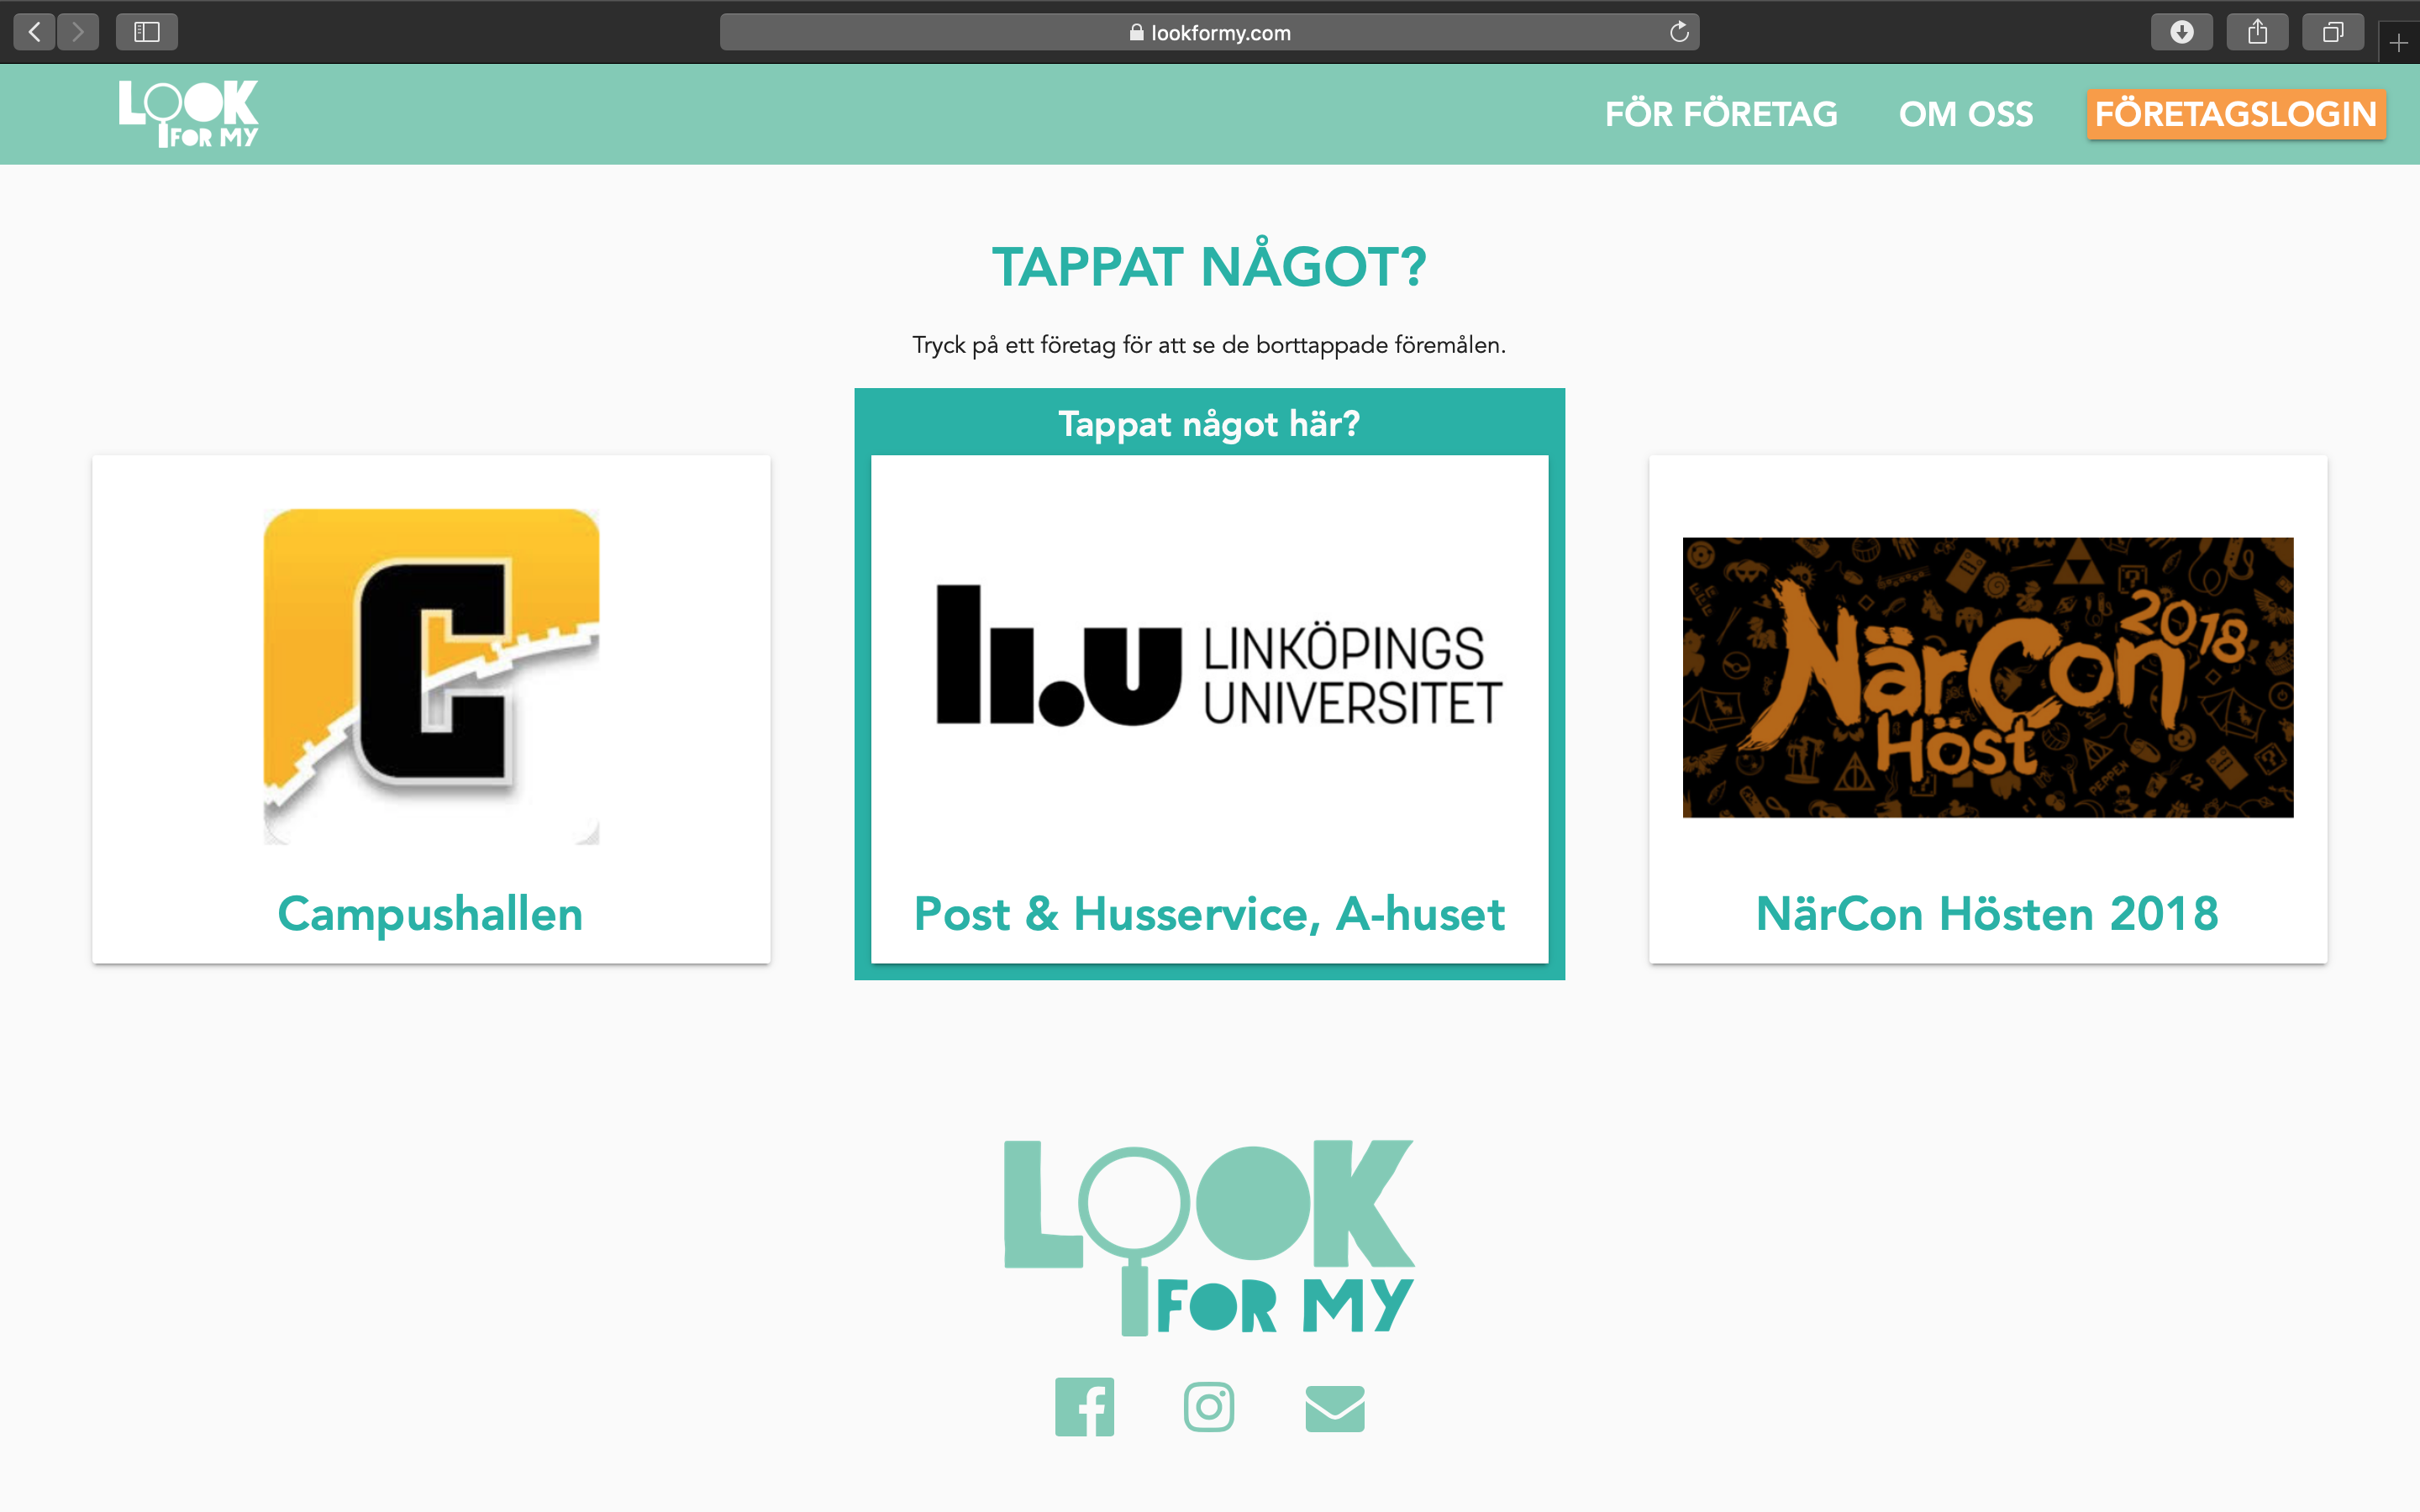 lookformy.com
LOOK
FOR MY
FÖR FÖRETAG
OM OSS
FÖRETAGSLOGIN
TAPPAT NÅGOT?
Tryck på ett företag för att se de borttappade föremålen.
Tappat något här?
C
Campushallen
li.u
LINKÖPINGS
UNIVERSITET
Post & Husservice, A-huset
NärCon
2018
Höst
PEPPEN
42
NärCon Hösten 2018
LOOK
FOR MY